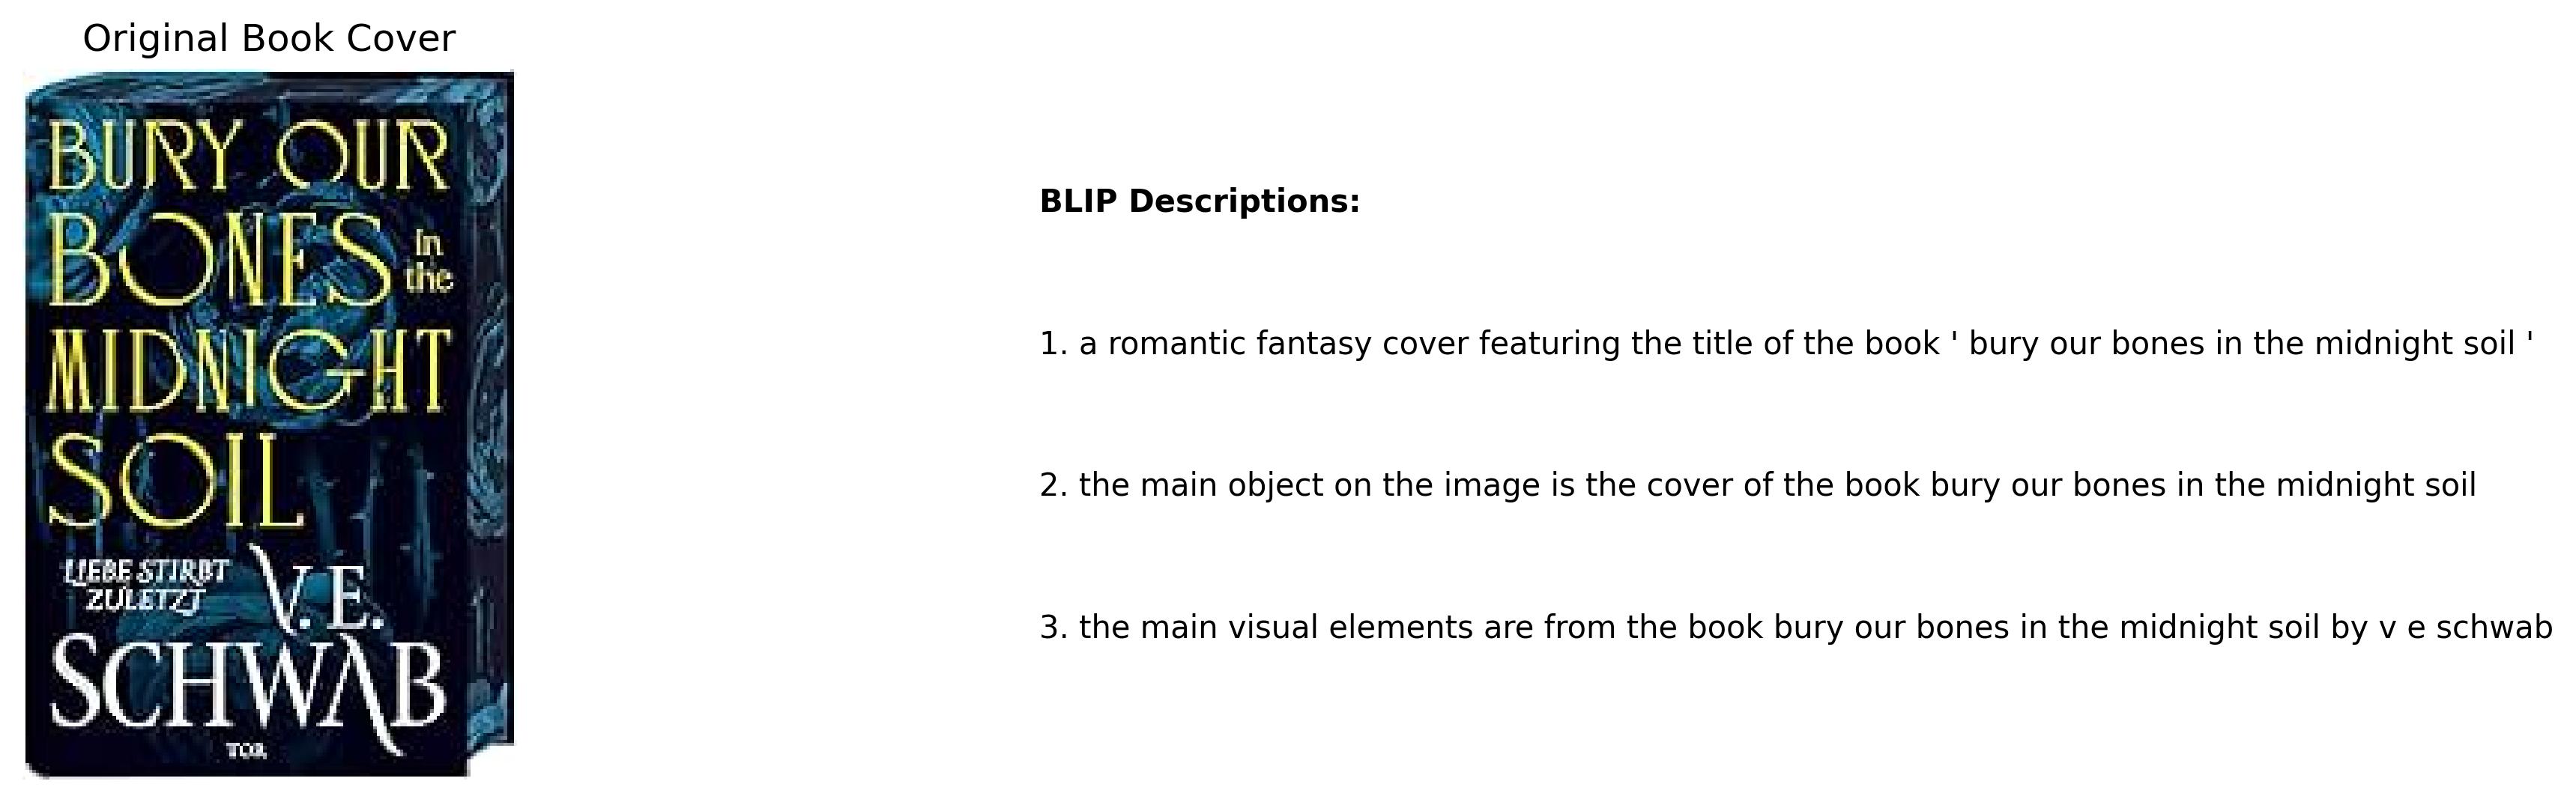 Original Book Cover
BURY OUR
BONES In the
MIDNIGHT
SOIL
LIEBE STIRBT
ZULETZT
V. E.
SCHWAB
TOR
BLIP Descriptions:
1. a romantic fantasy cover featuring the title of the book ' bury our bones in the midnight soil '
2. the main object on the image is the cover of the book bury our bones in the midnight soil
3. the main visual elements are from the book bury our bones in the midnight soil by v e schwab